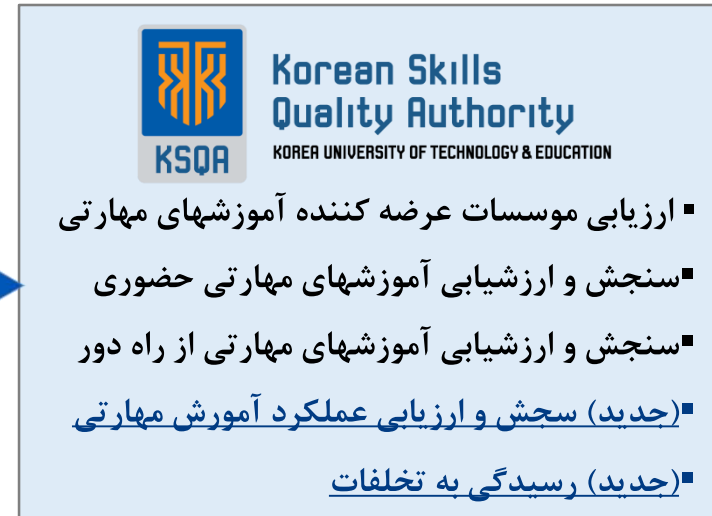 Korean Skills
Quality Authority
KSQA
KOREA UNIVERSITY OF TECHNOLOGY & EDUCATION
▪ ارزیابی موسسات عرضه کننده آموزشهای مهارتی
▪سنجش و ارزشیابی آموزشهای مهارتی حضوری
▪سنجش و ارزشیابی آموزشهای مهارتی از راه دور
▪(جدید) سجش و ارزیابی عملکرد آمورش مهارتی
▪(جدید) رسیدگی به تخلفات